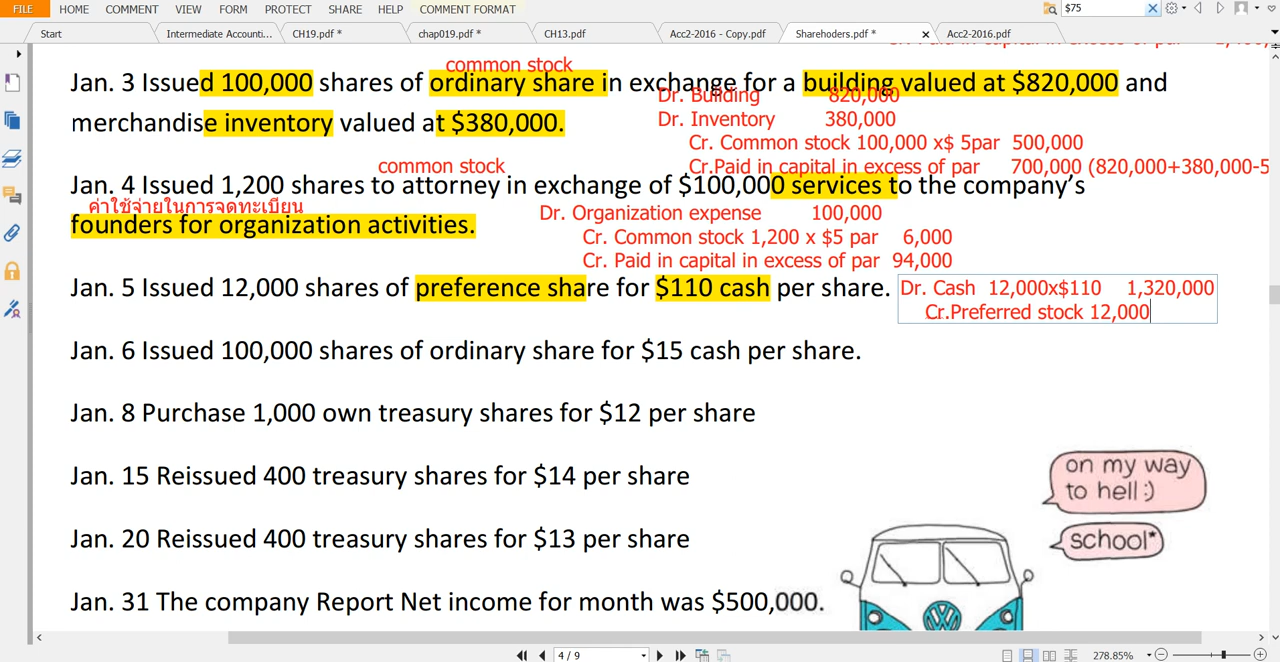 FILE HOME COMMENT VIEW FORM PROTECT SHARE HELP COMMENT FORMAT $75
Start Intermediate Accounti... CH19.pdf * chap019.pdf * CH13.pdf Acc2-2016 - Copy.pdf Sharehoders.pdf * Acc2-2016.pdf
common stock
Jan. 3 Issued 100,000 shares of ordinary share in exchange for a building valued at $820,000 and
Dr. Building 820,000
merchandise inventory valued at $380,000.
Dr. Inventory 380,000
Cr. Common stock 100,000 x$ 5par 500,000
common stock
Cr.Paid in capital in excess of par 700,000 (820,000+380,000-5
Jan. 4 Issued 1,200 shares to attorney in exchange of $100,000 services to the company's
ค่าใช้จ่ายในการจดทะเบียน
founders for organization activities.
Dr. Organization expense 100,000
Cr. Common stock 1,200 x $5 par 6,000
Cr. Paid in capital in excess of par 94,000
Jan. 5 Issued 12,000 shares of preference share for $110 cash per share.
Dr. Cash 12,000x$110 1,320,000
Cr.Preferred stock 12,000
Jan. 6 Issued 100,000 shares of ordinary share for $15 cash per share.
Jan. 8 Purchase 1,000 own treasury shares for $12 per share
Jan. 15 Reissued 400 treasury shares for $14 per share
on my way
to hell :)
Jan. 20 Reissued 400 treasury shares for $13 per share
school*
Jan. 31 The company Report Net income for month was $500,000.
4 / 9 278.85%